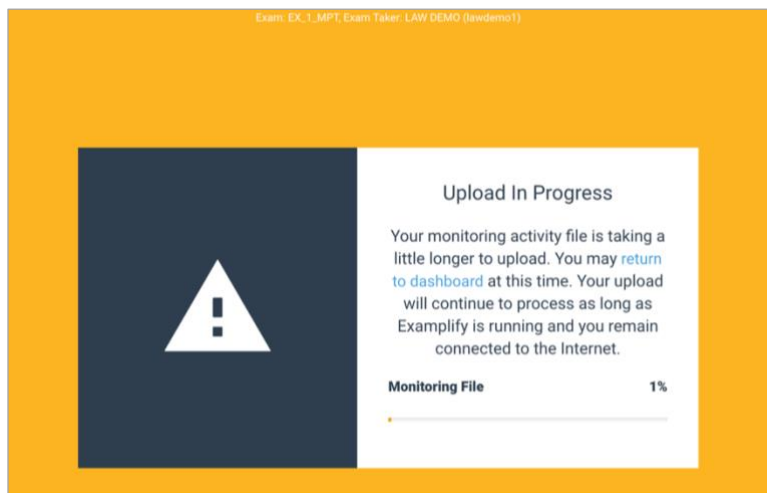 Exam: EX_1_MPT, Exam Taker: LAW DEMO (lawdemo1)
Upload In Progress
Your monitoring activity file is taking a
little longer to upload. You may return
to dashboard at this time. Your upload
will continue to process as long as
Examplify is running and you remain
connected to the Internet.
Monitoring File 1%